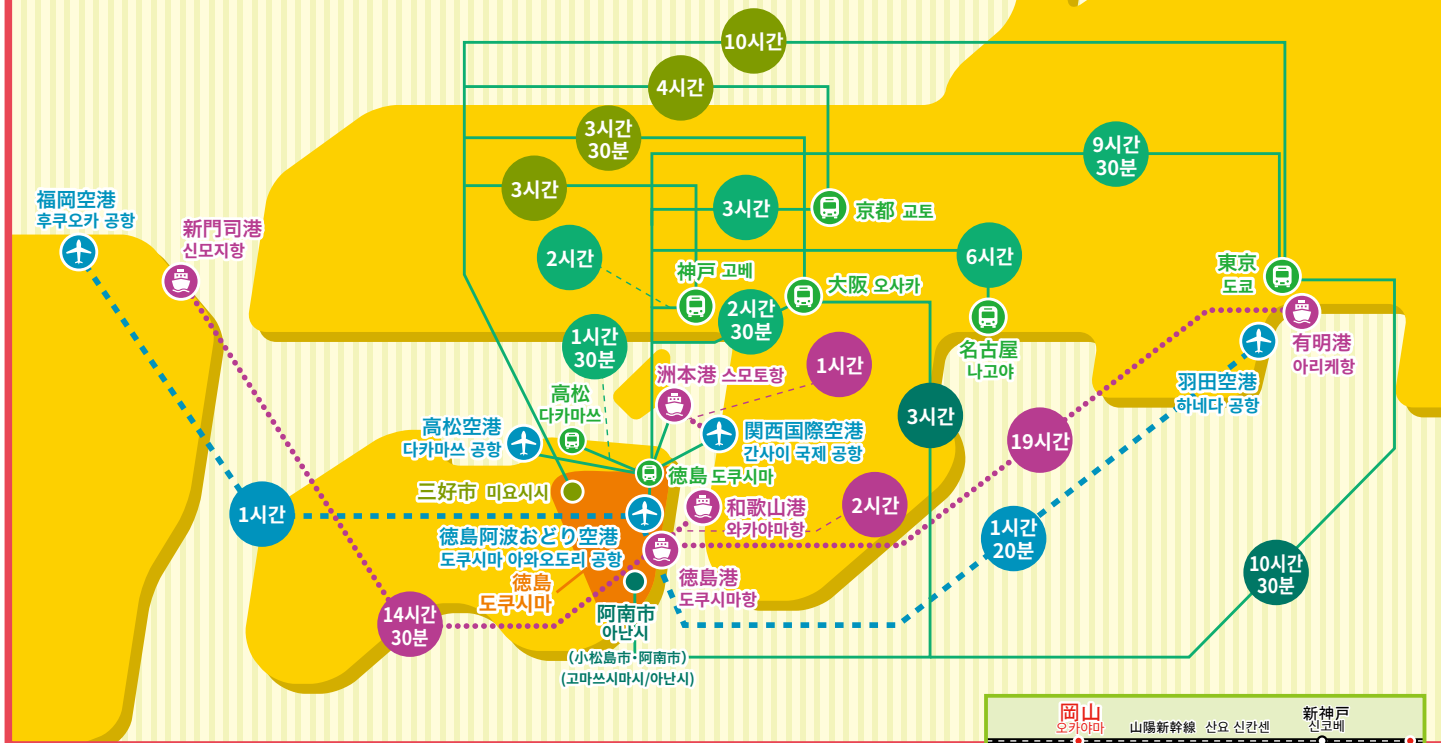 10시간
4시간
3시간
30분
9시간
30분
3시간
福岡空港
후쿠오카 공항
新門司港
신모지항
3시간
京都 교토
2시간
6시간
神戸 고베
大阪 오사카
東京
도쿄
2시간
30분
1시간
30분
名古屋
나고야
有明港
아리케항
洲本港 스모토항
1시간
羽田空港
하네다 공항
高松
다카마쓰
高松空港
다카마쓰 공항
関西国際空港
간사이 국제 공항
3시간
19시간
徳島 도쿠시마
三好市 미요시시
和歌山港
와카야마항
2시간
1시간
徳島阿波おどり空港
도쿠시마 아와오도리 공항
1시간
20분
徳島
도쿠시마
徳島港
도쿠시마항
10시간
30분
14시간
30분
阿南市
아난시
（小松島市・阿南市）
(고마쓰시마시/아난시)
岡山
오카야마
山陽新幹線 산요 신칸센
新神戸
신코베